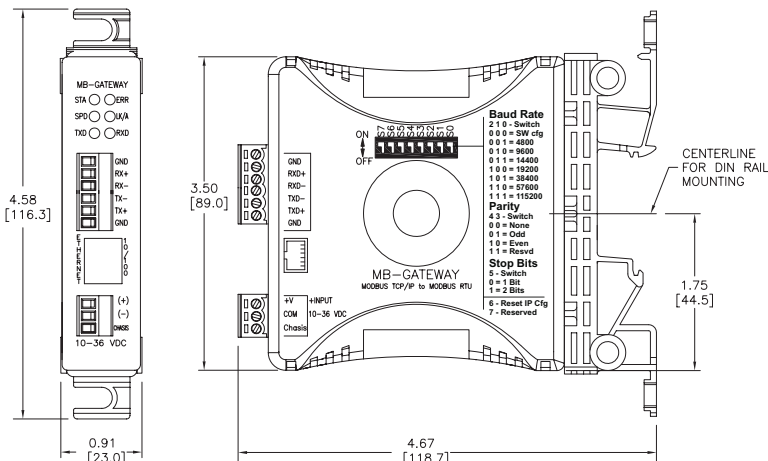 4.58
[116.3]
MB-GATEWAY
STA ERR
SPD LK/A
TXD RXD
GND
RX+
RX-
TX-
TX+
GND
ETHERNET
10/100
(+)
(-)
CHASIS
10-36 VDC
0.91
[23.0]
3.50
[89.0]
ON
OFF
S7 S6 S5 S4 S3 S2 S1 S0
GND
RXD+
RXD-
TXD-
TXD+
GND
+V +INPUT
COM 10-36 VDC
Chasis
MB-GATEWAY
MODBUS TCP/IP to MODBUS RTU
Baud Rate
2 1 0 - Switch
0 0 0 = SW cfg
0 0 1 = 4800
0 1 0 = 9600
0 1 1 = 14400
1 0 0 = 19200
1 0 1 = 38400
1 1 0 = 57600
1 1 1 = 115200
Parity
4 3 - Switch
0 0 = None
0 1 = Odd
1 0 = Even
1 1 = Resvd
Stop Bits
5 - Switch
0 = 1 Bit
1 = 2 Bits
6 - Reset IP Cfg
7 - Reserved
CENTERLINE
FOR DIN RAIL
MOUNTING
1.75
[44.5]
4.67
[118.7]